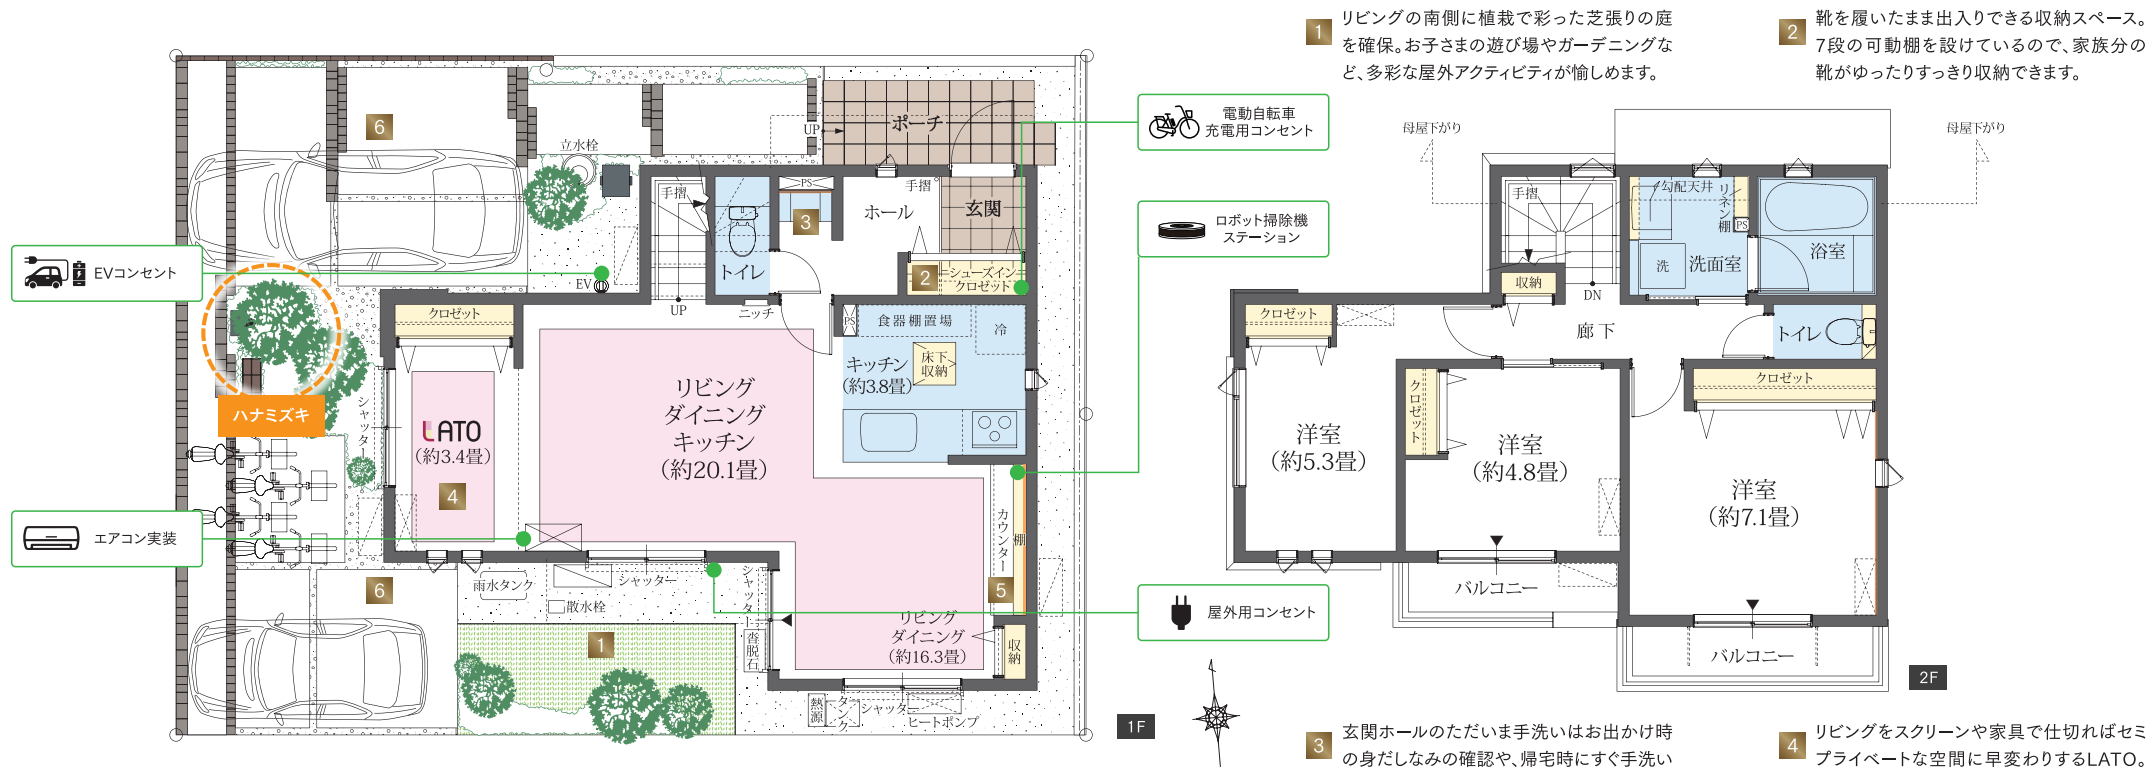 1
リビングの南側に植栽で彩った芝張りの庭
を確保。お子さまの遊び場やガーデニングな
ど、多彩な屋外アクティビティが愉しめます。
2
靴を履いたまま出入りできる収納スペース。
7段の可動棚を設けているので、家族分の
靴がゆったりすっきり収納できます。
6
立水栓
UP
ポーチ
電動自転車
充電用コンセント
手摺
PS
3
ホール
手摺
玄関
トイレ
ロボット掃除機
ステーション
EVコンセント
EV
2
シューズイン
クロゼット
UP
ニッチ
クロゼット
PS
食器棚置場
冷
キッチン
(約3.8畳)
床下
収納
リビング
ダイニング
キッチン
(約20.1畳)
ハナミズキ
シャッター
LATO
(約3.4畳)
4
エアコン実装
カウンター
棚
5
6
雨水タンク
シャッター
散水栓
シャッター
沓脱石
屋外用コンセント
1
リビング
ダイニング
(約16.3畳)
収納
熱源
タンク
シャッター
ヒートポンプ
1F
母屋下がり
母屋下がり
手摺
勾配天井
リネン棚
PS
浴室
洗
洗面室
収納
DN
クロゼット
廊下
トイレ
クロゼット
クロゼット
洋室
(約5.3畳)
洋室
(約4.8畳)
洋室
(約7.1畳)
バルコニー
バルコニー
2F
3
玄関ホールのただいま手洗いはお出かけ時
の身だしなみの確認や、帰宅時にすぐ手洗い
4
リビングをスクリーンや家具で仕切ればセミ
プライベートな空間に早変わりするLATO。